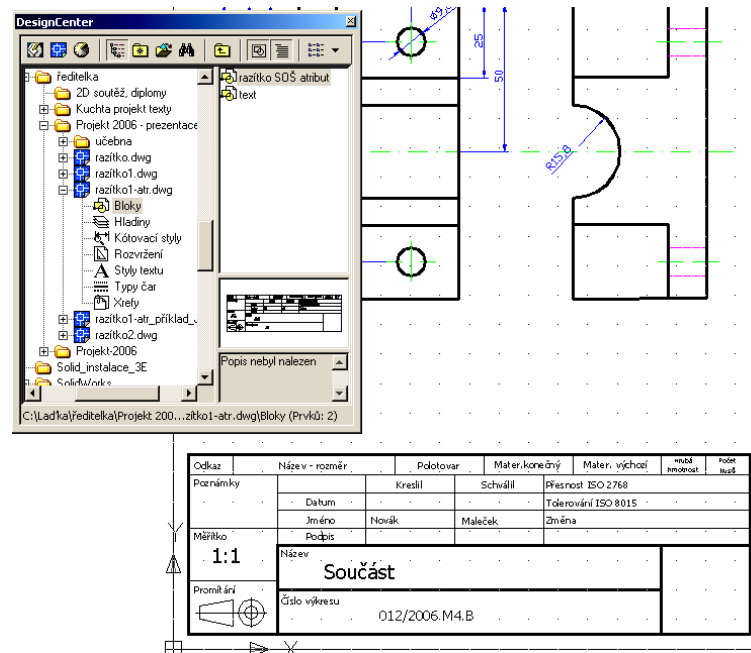 DesignCenter
ředitelka
2D soutěž, diplomy
Kuchta projekt texty
Projekt 2006 - prezentace
učebna
razítko.dwg
razítko1.dwg
razítko1-atr.dwg
Bloky
Hladiny
Kótovací styly
Rozvržení
Styly textu
Typy čar
Xrefy
razítko1-atr_příklad_
razítko2.dwg
Projekt-2006
Solid_instalace_3E
SolidWorks
razítko SOŠ atribut
text
Popis nebyl nalezen
C:\Laďka\ředitelka\Projekt 200...zítko1-atr.dwg\Bloky (Prvků: 2)
25
50
R15,8
Odkaz Název - rozměr Polotovar Mater.konečný Mater. výchozí Hrubá hmotnost Počet kusů
Poznámky Kreslil Schválil Přesnost ISO 2768
Datum Tolerování ISO 8015
Jméno Novák Maleček Změna
Měřítko Podpis
1:1 Název
Součást
Promítání
Číslo výkresu
012/2006.M4.B
X
Y